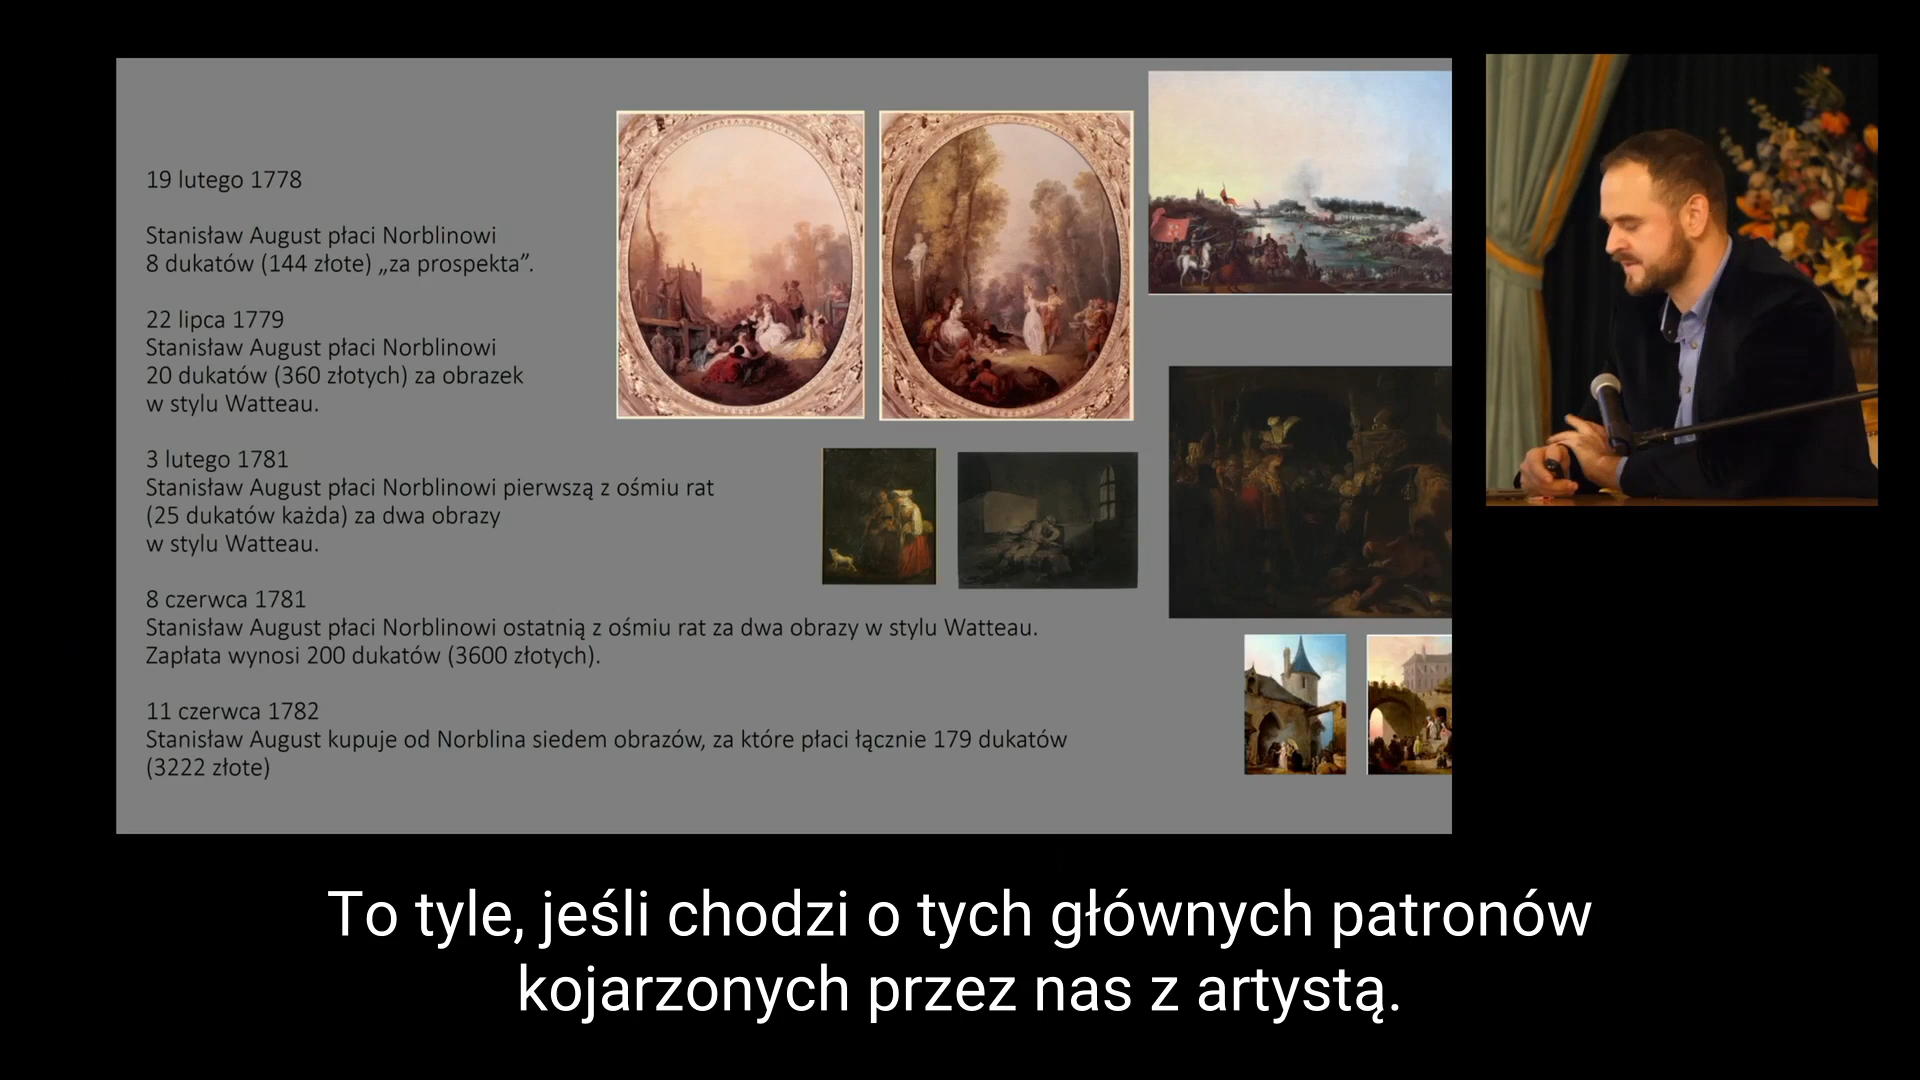 19 lutego 1778
Stanisław August płaci Norblinowi
8 dukatów (144 złote) „za prospekta”.
22 lipca 1779
Stanisław August płaci Norblinowi
20 dukatów (360 złotych) za obrazek
w stylu Watteau.
3 lutego 1781
Stanisław August płaci Norblinowi pierwszą z ośmiu rat
(25 dukatów każda) za dwa obrazy
w stylu Watteau.
8 czerwca 1781
Stanisław August płaci Norblinowi ostatnią z ośmiu rat za dwa obrazy w stylu Watteau.
Zapłata wynosi 200 dukatów (3600 złotych).
11 czerwca 1782
Stanisław August kupuje od Norblina siedem obrazów, za które płaci łącznie 179 dukatów
(3222 złote)
To tyle, jeśli chodzi o tych głównych patronów
kojarzonych przez nas z artystą.